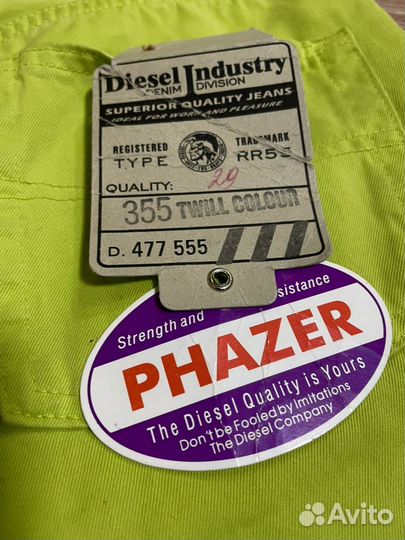 Diesel Industry
DENIM DIVISION
SUPERIOR QUALITY JEANS
IDEAL FOR WORK AND PLEASURE
REGISTERED TRADEMARK
TYPE RR55
QUALITY: 29
355 TWILL COLOUR
D. 477 555
Strength and
PHAZER
The Diesel Quality is Yours
Don't be Fooled by Imitations
The Diesel Company
Avito